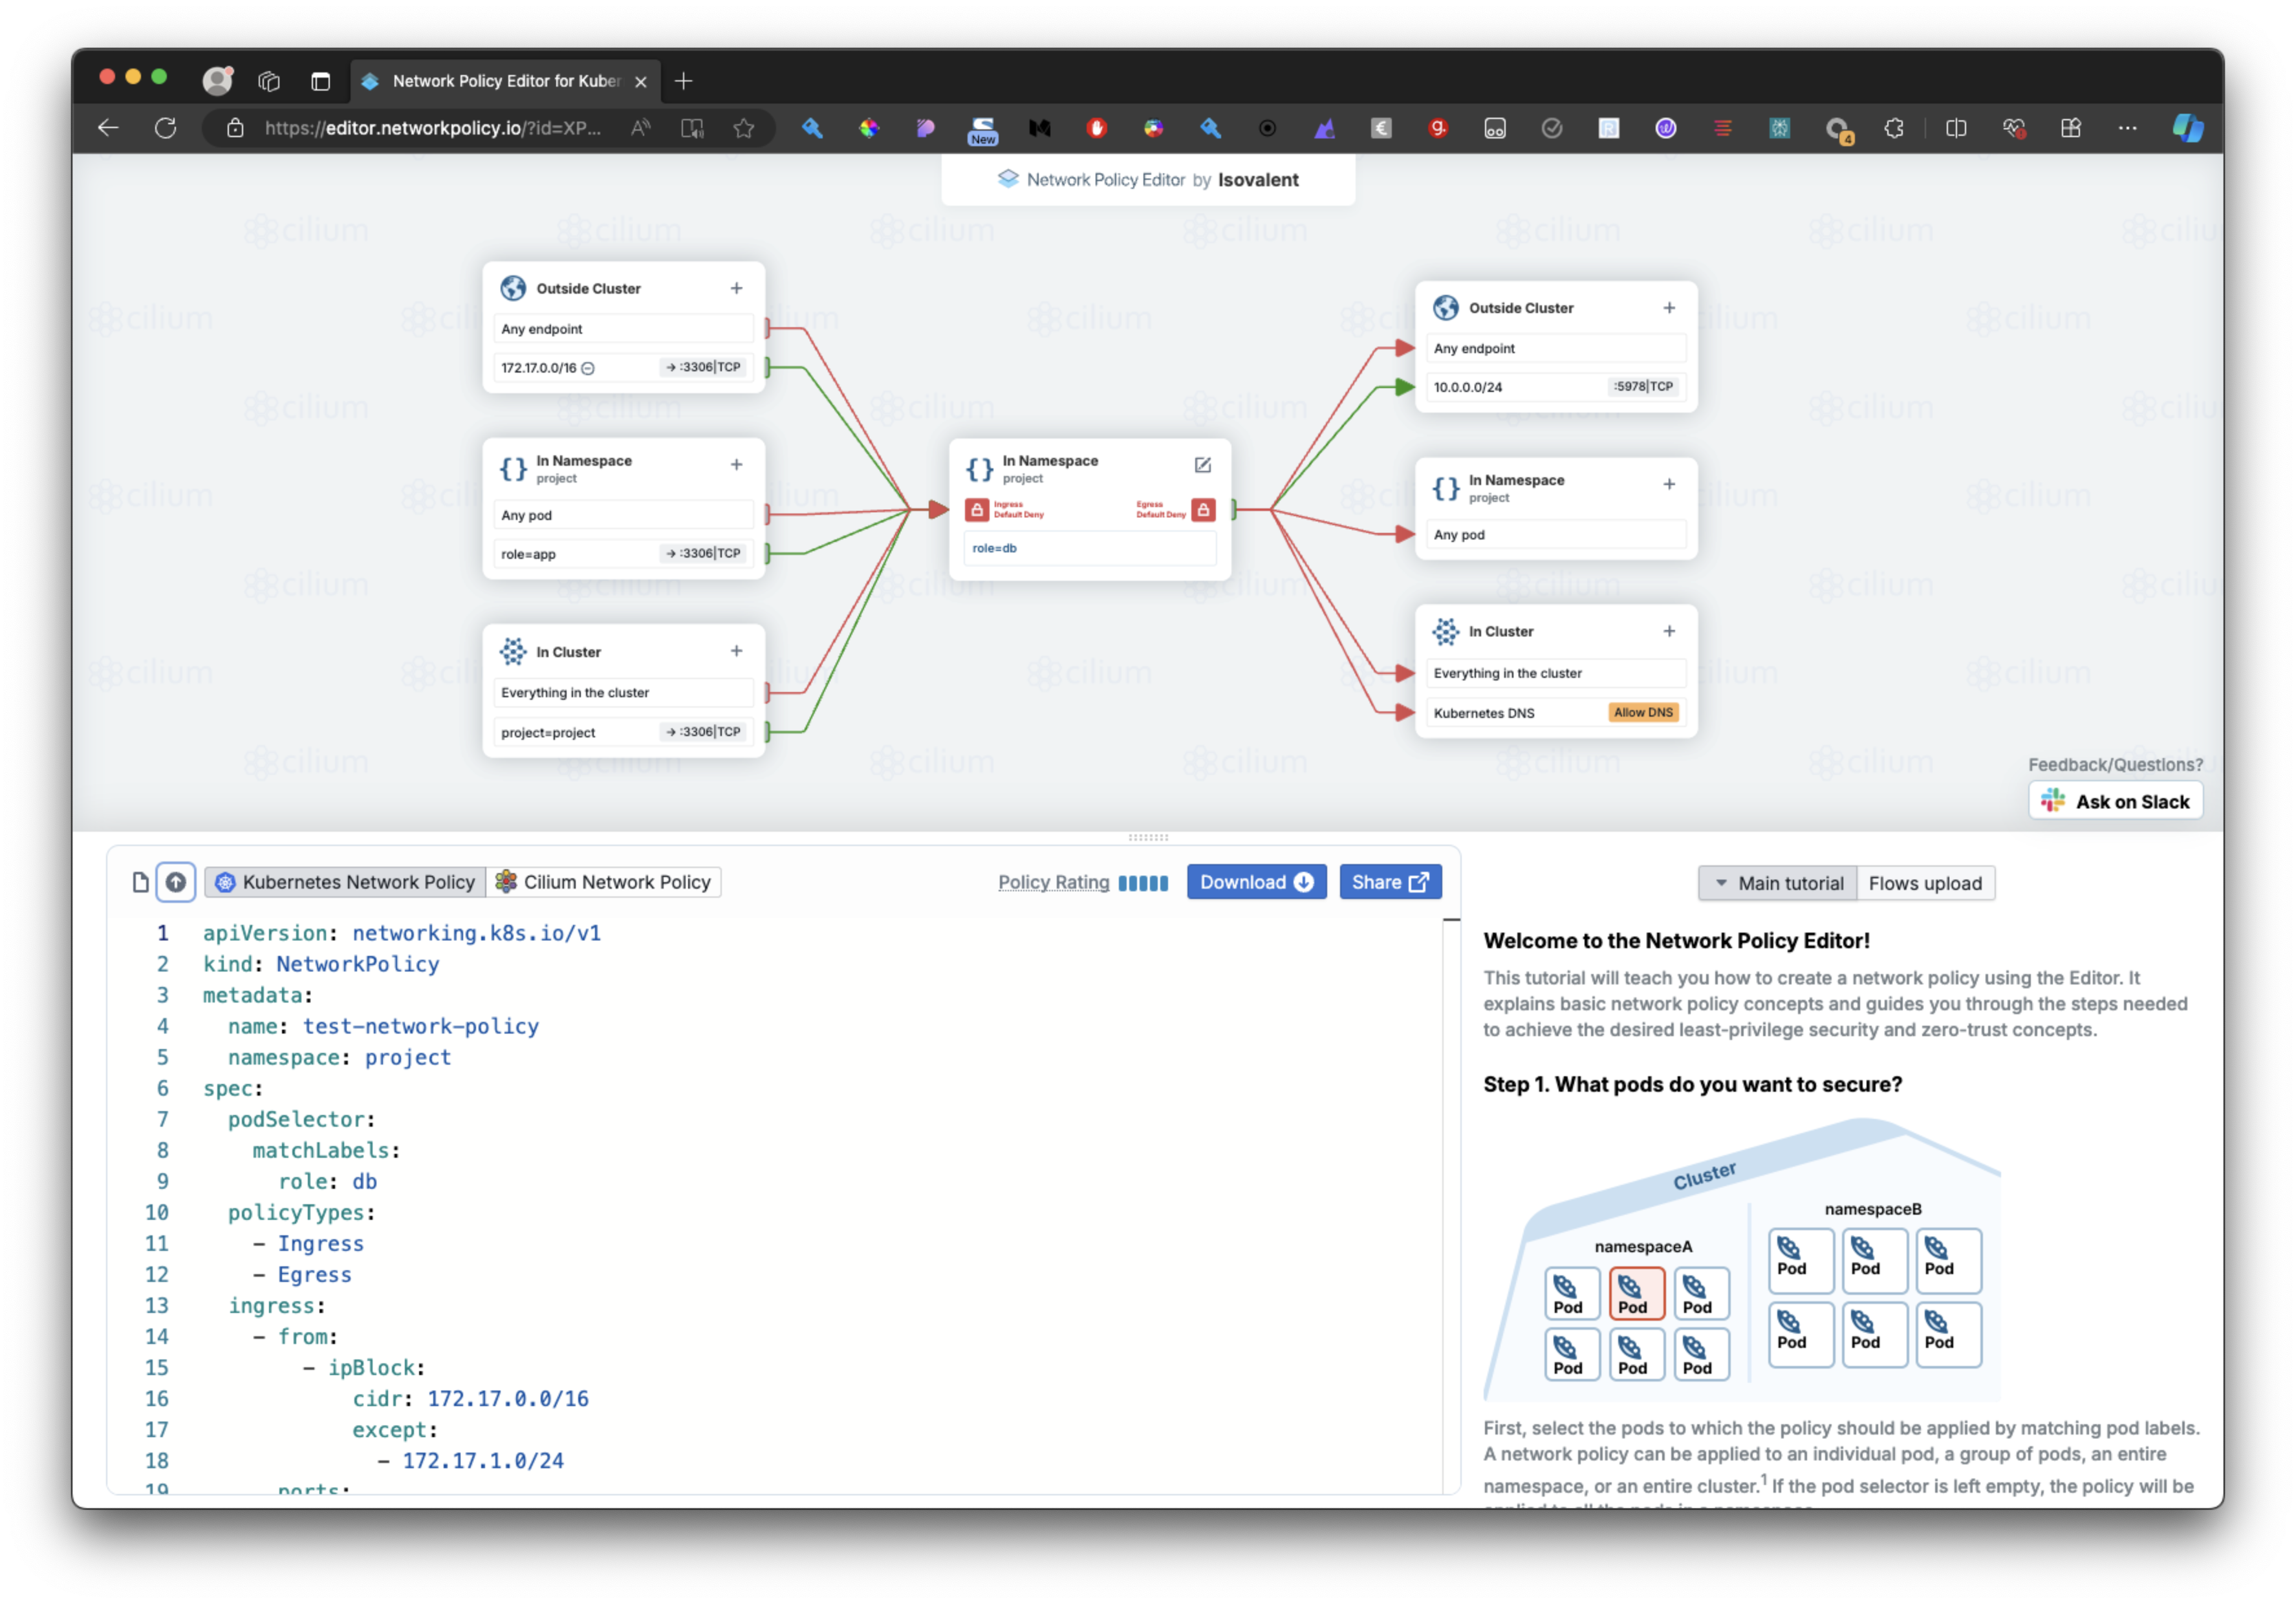 Network Policy Editor for Kuber
https://editor.networkpolicy.io/?id=XP...
New
4
Network Policy Editor by Isovalent
Outside Cluster
Any endpoint
172.17.0.0/16 → :3306|TCP
In Namespace
project
Any pod
role=app → :3306|TCP
In Cluster
Everything in the cluster
project=project → :3306|TCP
In Namespace
project
Ingress
Default Deny
Egress
Default Deny
role=db
Outside Cluster
Any endpoint
10.0.0.0/24 :5978|TCP
In Namespace
project
Any pod
In Cluster
Everything in the cluster
Kubernetes DNS Allow DNS
cilium
Feedback/Questions?
Ask on Slack
Kubernetes Network Policy Cilium Network Policy Policy Rating Download Share
1 apiVersion: networking.k8s.io/v1
2 kind: NetworkPolicy
3 metadata:
4 name: test-network-policy
5 namespace: project
6 spec:
7 podSelector:
8 matchLabels:
9 role: db
10 policyTypes:
11 - Ingress
12 - Egress
13 ingress:
14 - from:
15 - ipBlock:
16 cidr: 172.17.0.0/16
17 except:
18 - 172.17.1.0/24
19 ports:
Main tutorial Flows upload
Welcome to the Network Policy Editor!
This tutorial will teach you how to create a network policy using the Editor. It
explains basic network policy concepts and guides you through the steps needed
to achieve the desired least-privilege security and zero-trust concepts.
Step 1. What pods do you want to secure?
Cluster
namespaceA
Pod Pod Pod
Pod Pod Pod
namespaceB
Pod Pod Pod
Pod Pod Pod
First, select the pods to which the policy should be applied by matching pod labels.
A network policy can be applied to an individual pod, a group of pods, an entire
namespace, or an entire cluster.1 If the pod selector is left empty, the policy will be
applied to all the pods in a namespace.